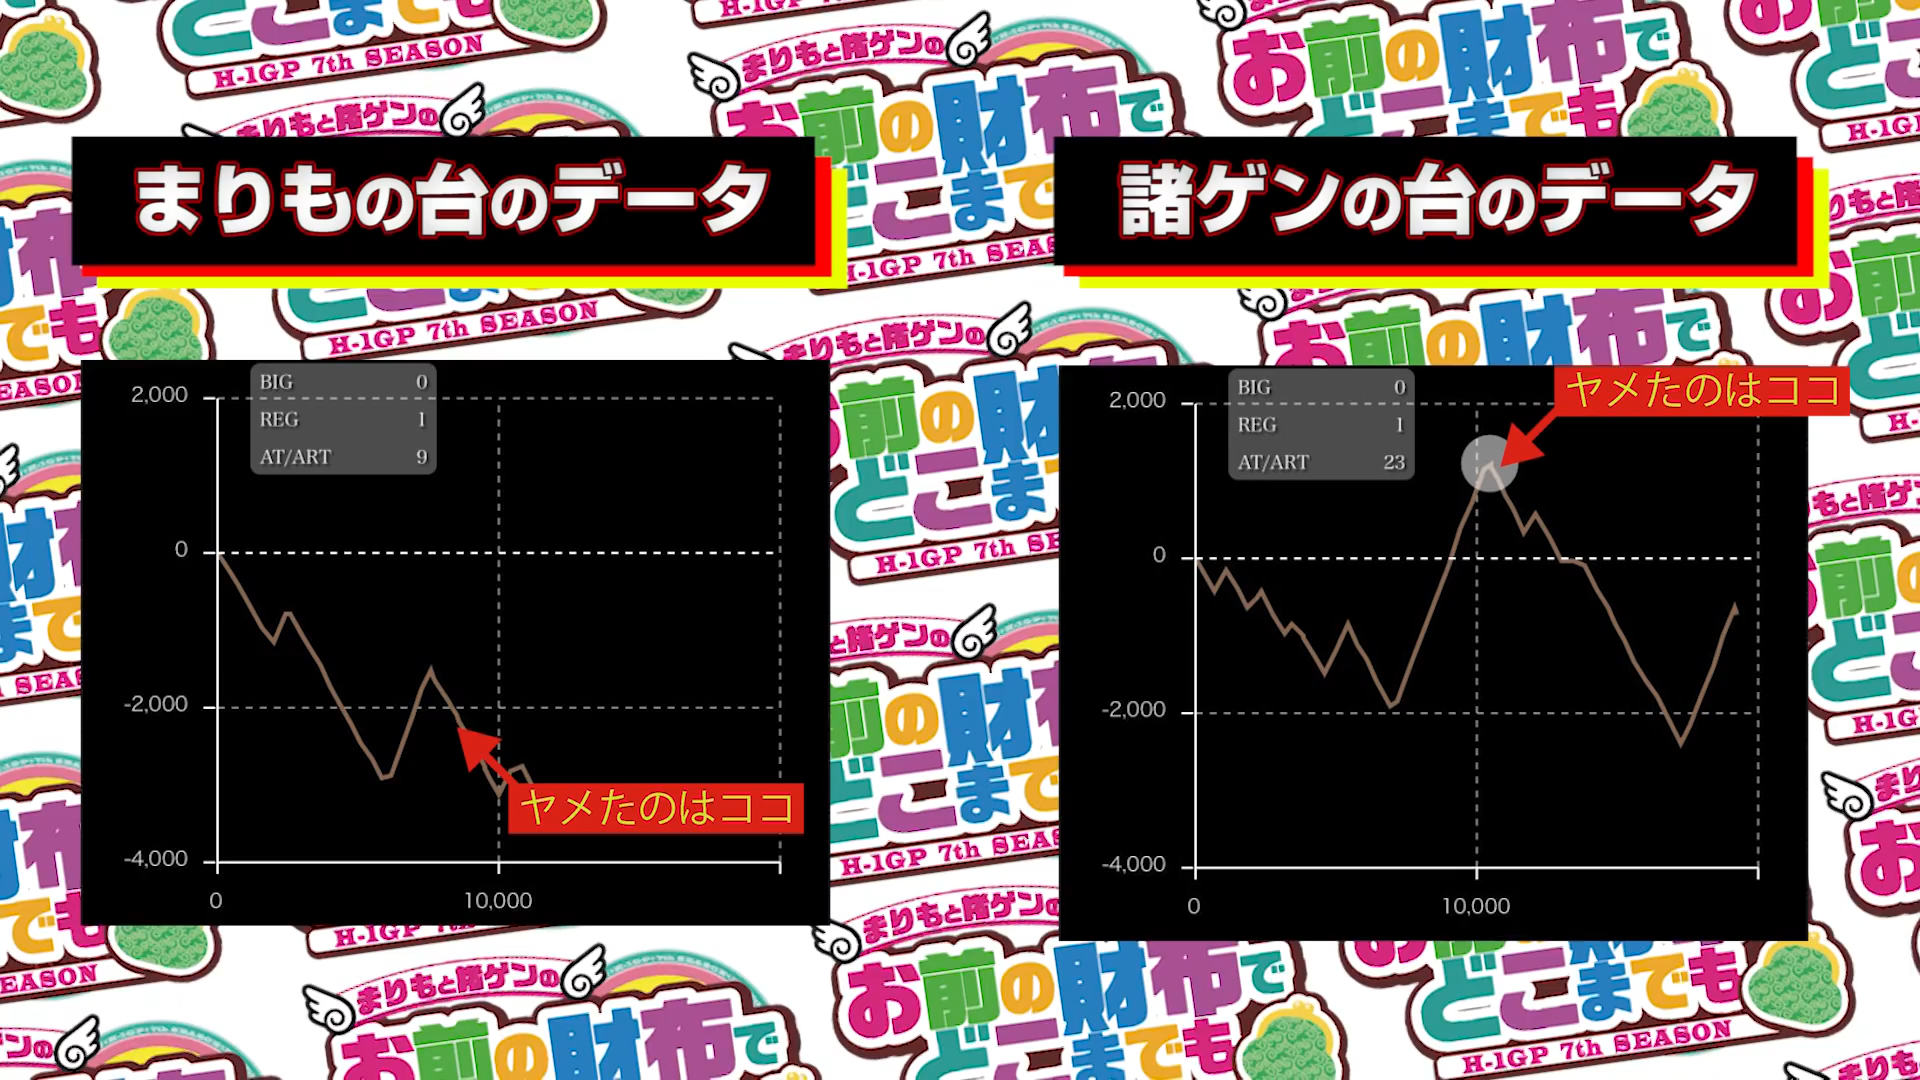 まりもの台のデータ
諸ゲンの台のデータ
BIG 0
REG 1
AT/ART 9
2,000
0
-2,000
-4,000
0
10,000
ヤメたのはココ
BIG 0
REG 1
AT/ART 23
2,000
0
-2,000
-4,000
0
10,000
ヤメたのはココ
まりもと諸ゲンの
お前の財布で
どこまでも
H-1GP 7th SEASON